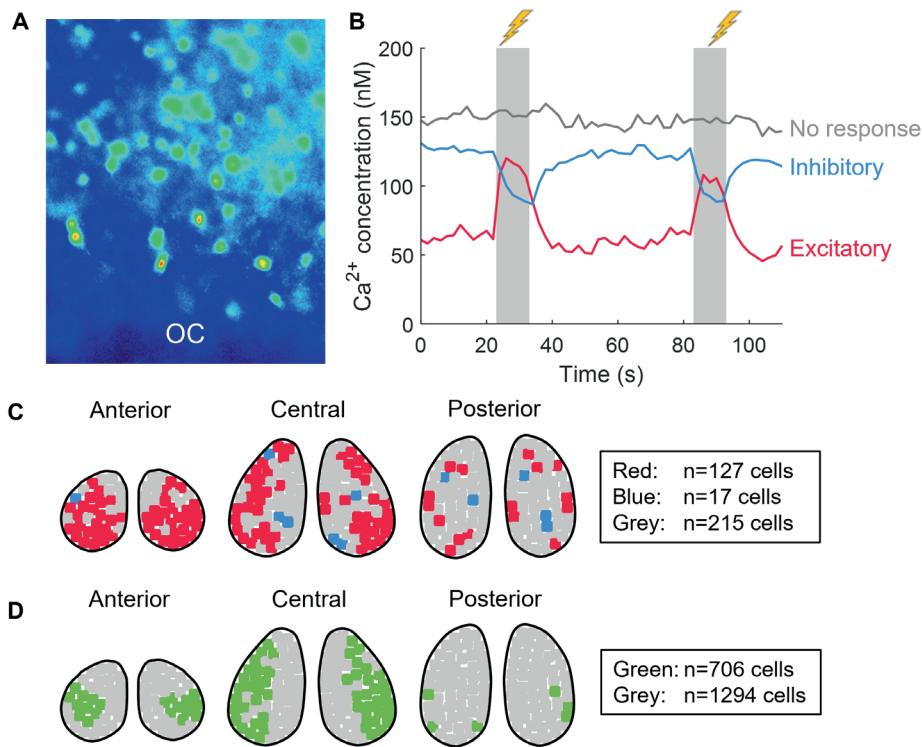 A
OC
B
Ca2+ concentration (nM)
200
150
100
50
0
0 20 40 60 80 100
Time (s)
No response
Inhibitory
Excitatory
C
Anterior Central Posterior
Red: n=127 cells
Blue: n=17 cells
Grey: n=215 cells
D
Anterior Central Posterior
Green: n=706 cells
Grey: n=1294 cells